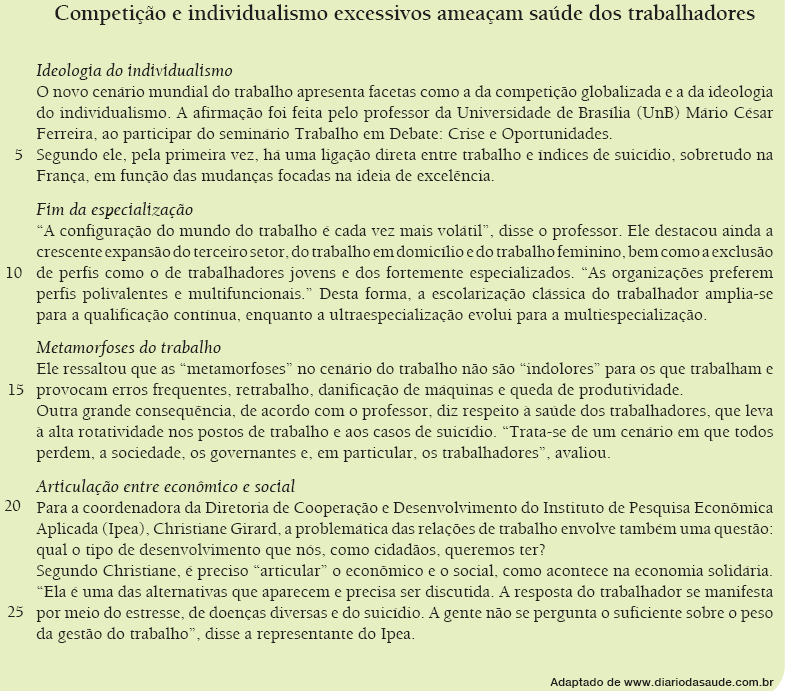 Competição e individualismo excessivos ameaçam saúde dos trabalhadores
Ideologia do individualismo
O novo cenário mundial do trabalho apresenta facetas como a da competição globalizada e a da ideologia
do individualismo. A afirmação foi feita pelo professor da Universidade de Brasília (UnB) Mário César
Ferreira, ao participar do seminário Trabalho em Debate: Crise e Oportunidades.
5 Segundo ele, pela primeira vez, há uma ligação direta entre trabalho e índices de suicídio, sobretudo na
França, em função das mudanças focadas na ideia de excelência.
Fim da especialização
“A configuração do mundo do trabalho é cada vez mais volátil”, disse o professor. Ele destacou ainda a
crescente expansão do terceiro setor, do trabalho em domicílio e do trabalho feminino, bem como a exclusão
10 de perfis como o de trabalhadores jovens e dos fortemente especializados. “As organizações preferem
perfis polivalentes e multifuncionais.” Desta forma, a escolarização clássica do trabalhador amplia-se
para a qualificação contínua, enquanto a ultraespecialização evolui para a multiespecialização.
Metamorfoses do trabalho
Ele ressaltou que as “metamorfoses” no cenário do trabalho não são “indolores” para os que trabalham e
15 provocam erros frequentes, retrabalho, danificação de máquinas e queda de produtividade.
Outra grande consequência, de acordo com o professor, diz respeito à saúde dos trabalhadores, que leva
à alta rotatividade nos postos de trabalho e aos casos de suicídio. “Trata-se de um cenário em que todos
perdem, a sociedade, os governantes e, em particular, os trabalhadores”, avaliou.
Articulação entre econômico e social
20 Para a coordenadora da Diretoria de Cooperação e Desenvolvimento do Instituto de Pesquisa Econômica
Aplicada (Ipea), Christiane Girard, a problemática das relações de trabalho envolve também uma questão:
qual o tipo de desenvolvimento que nós, como cidadãos, queremos ter?
Segundo Christiane, é preciso “articular” o econômico e o social, como acontece na economia solidária.
“Ela é uma das alternativas que aparecem e precisa ser discutida. A resposta do trabalhador se manifesta
25 por meio do estresse, de doenças diversas e do suicídio. A gente não se pergunta o suficiente sobre o peso
da gestão do trabalho”, disse a representante do Ipea.
Adaptado de www.diariodasaude.com.br